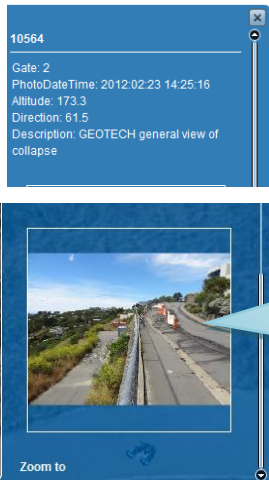 10564
Gate: 2
PhotoDateTime: 2012:02:23 14:25:16
Altitude: 173.3
Direction: 61.5
Description: GEOTECH general view of
collapse
Zoom to